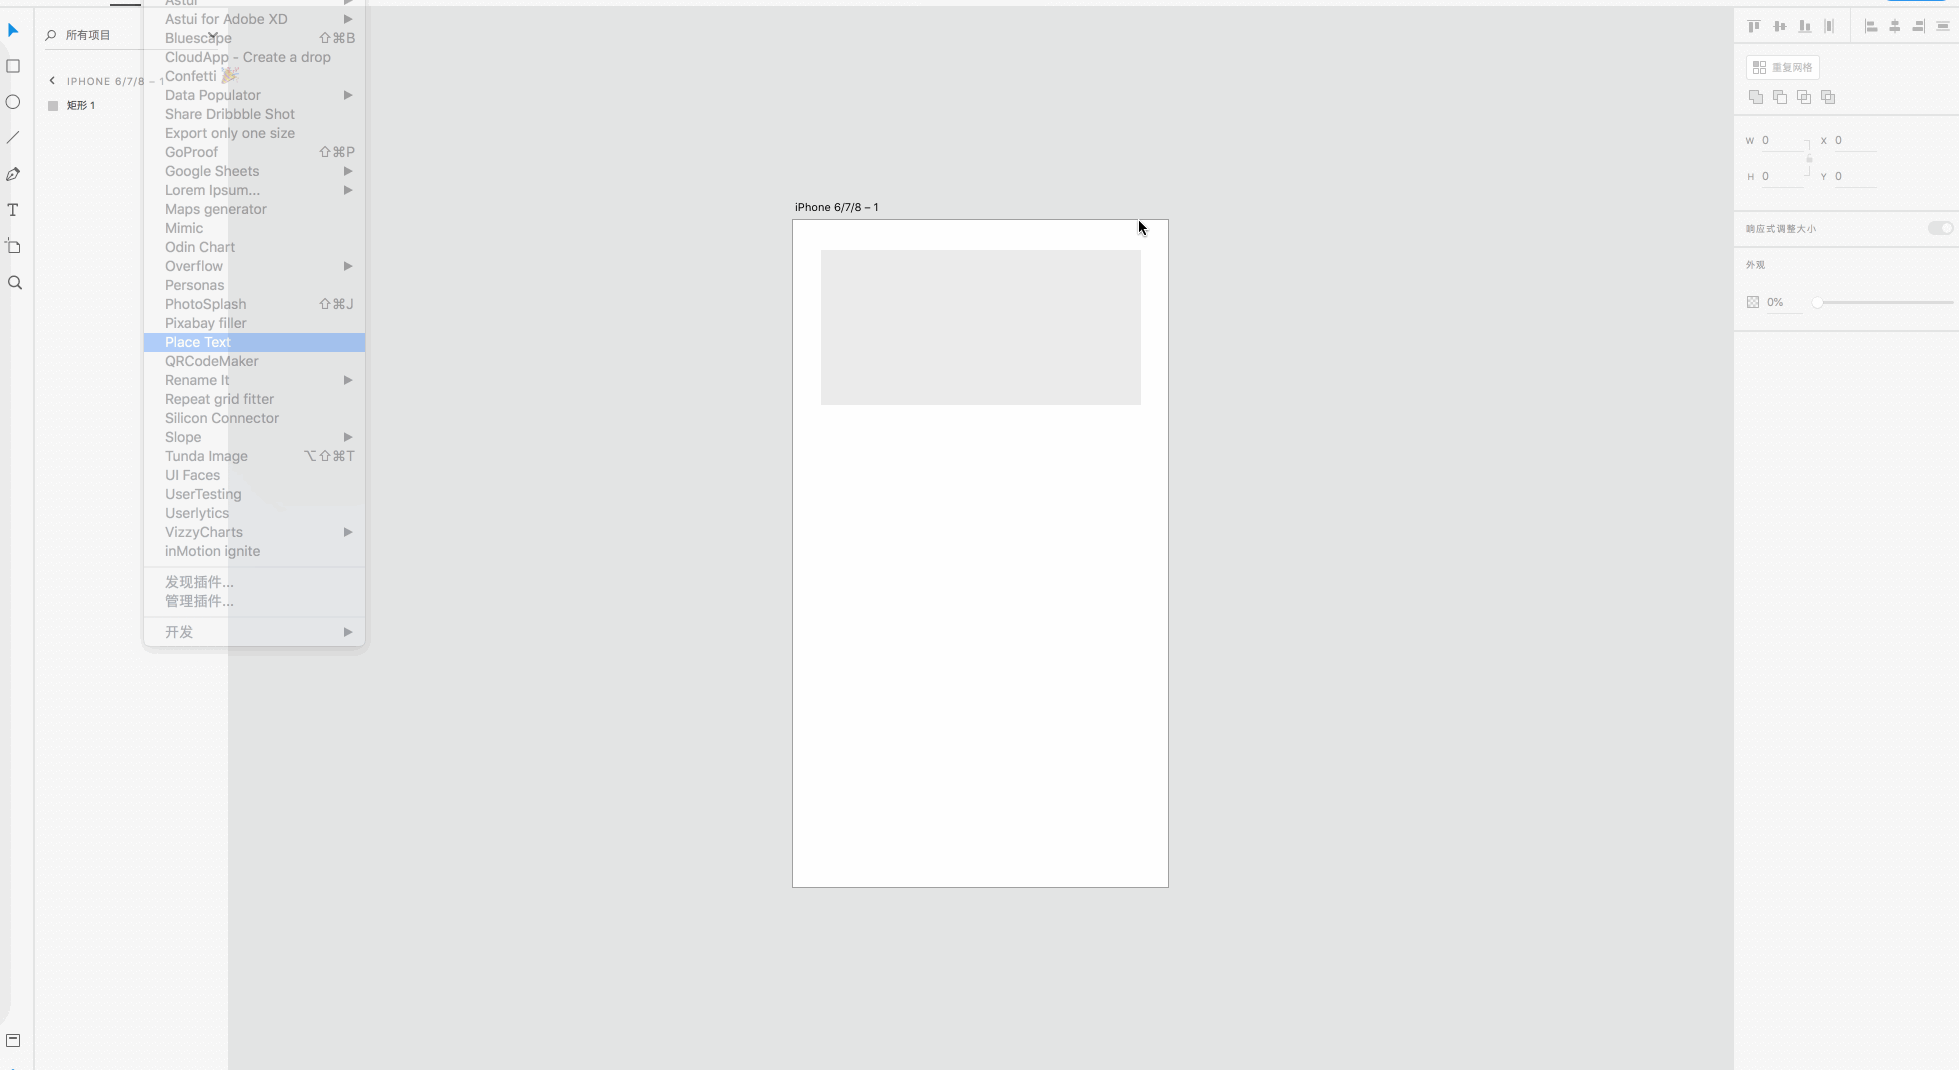 Astui
Astui for Adobe XD
Bluescape ⇧⌘B
CloudApp - Create a drop
Confetti 🎉
Data Populator
Share Dribbble Shot
Export only one size
GoProof ⇧⌘P
Google Sheets
Lorem Ipsum...
Maps generator
Mimic
Odin Chart
Overflow
Personas
PhotoSplash ⇧⌘J
Pixabay filler
Place Text
QRCodeMaker
Rename It
Repeat grid fitter
Silicon Connector
Slope
Tunda Image ⌥⇧⌘T
UI Faces
UserTesting
Userlytics
VizzyCharts
inMotion ignite
发现插件...
管理插件...
开发
所有项目
IPHONE 6/7/8 – 1
矩形 1
T
iPhone 6/7/8 – 1
重复网格
W 0 X 0
H 0 Y 0
响应式调整大小
外观
0%